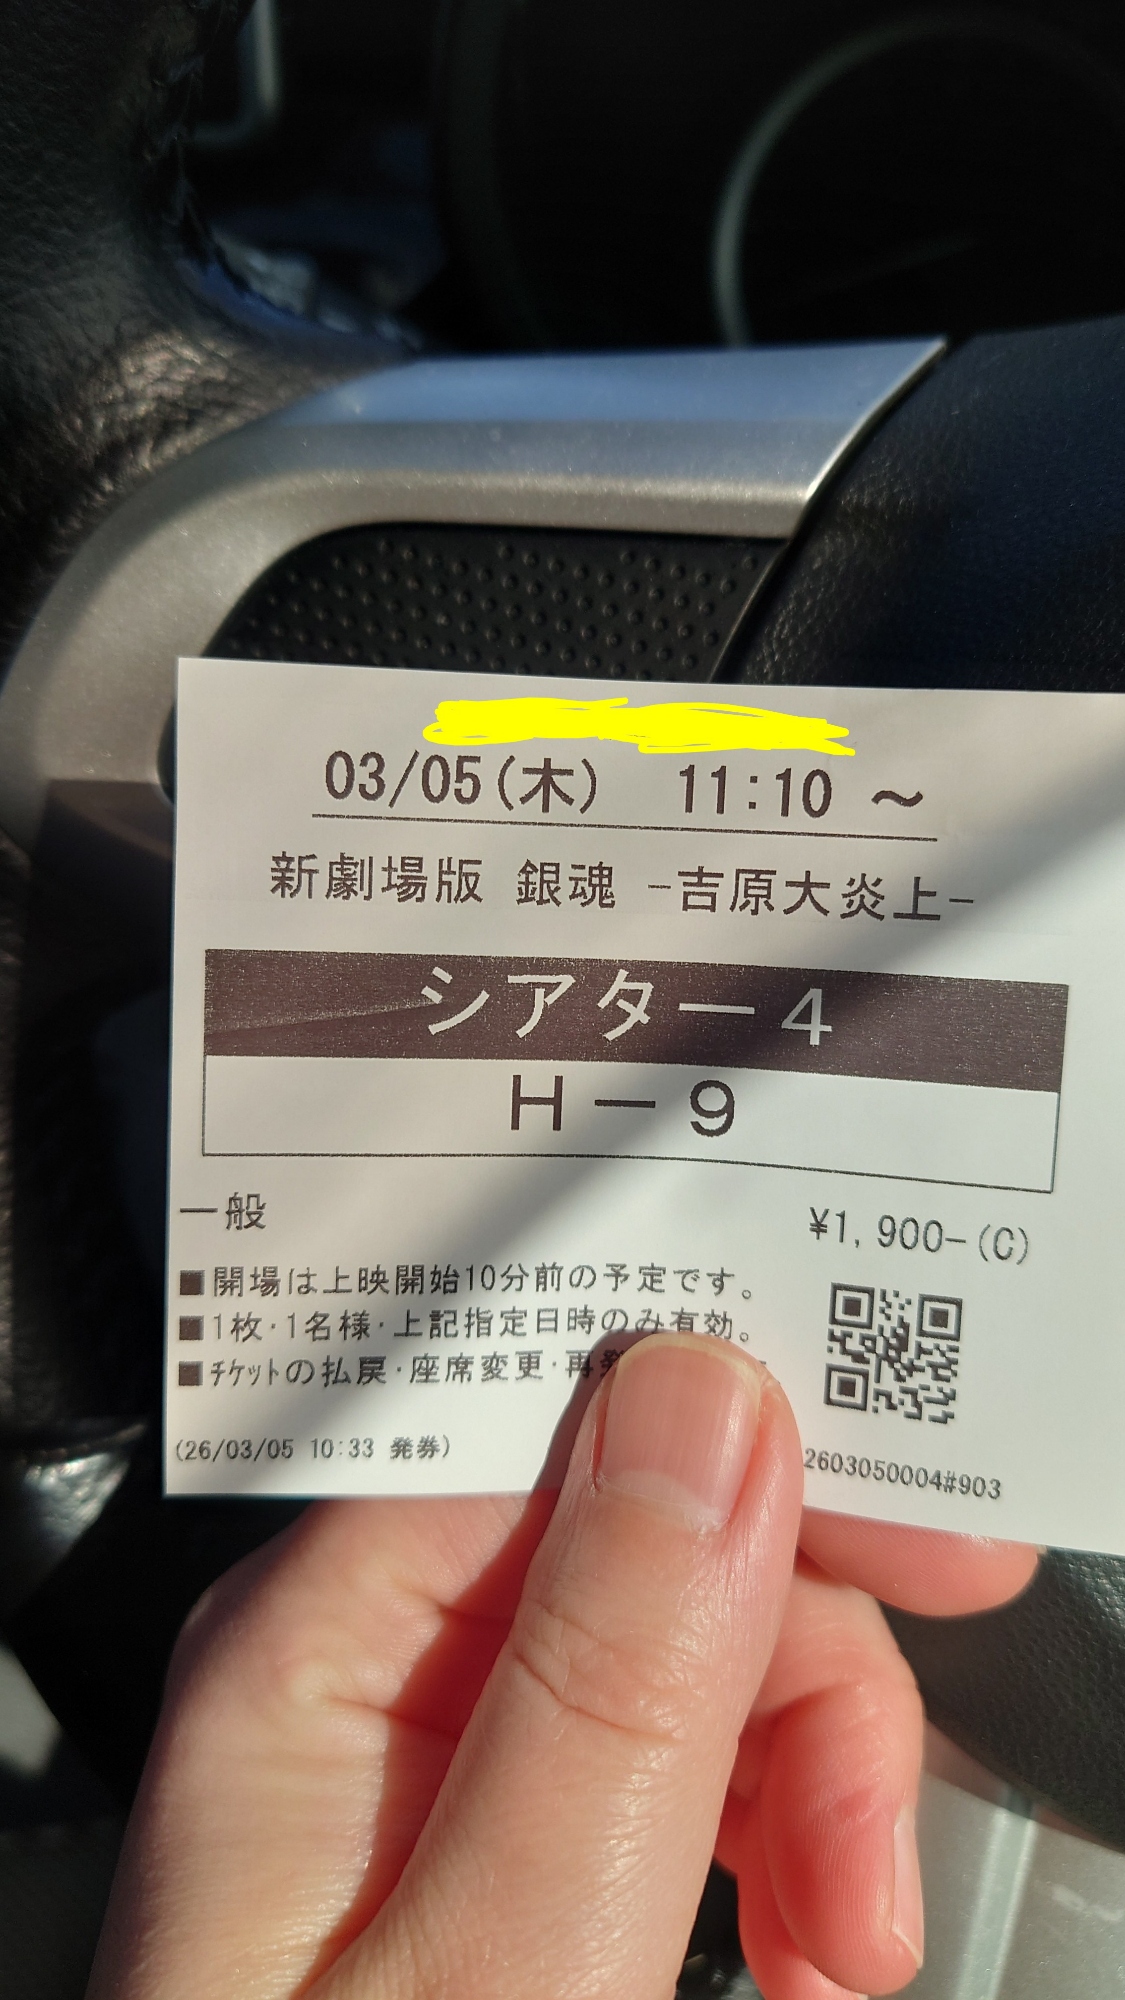 03/05(木) 11:10 ～
新劇場版 銀魂 -吉原大炎上-
シアター4
H－9
一般
¥1,900-(C)
■開場は上映開始10分前の予定です。
■1枚・1名様・上記指定日時のみ有効。
■ﾁｹｯﾄの払戻・座席変更・再発
(26/03/05 10:33 発券)
2603050004#903